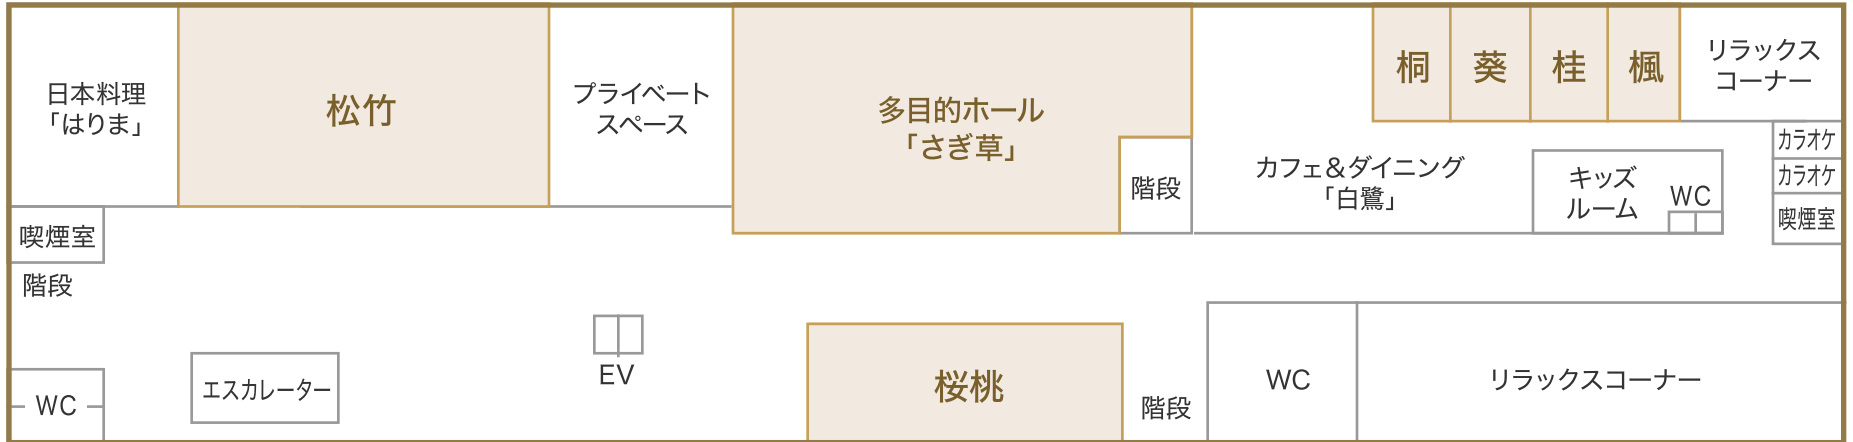 日本料理
「はりま」
松竹
プライベート
スペース
多目的ホール
「さぎ草」
階段
カフェ&ダイニング
「白鷺」
桐
葵
桂
楓
リラックス
コーナー
カラオケ
カラオケ
喫煙室
キッズ
ルーム
WC
喫煙室
階段
WC
エスカレーター
EV
桜桃
階段
WC
リラックスコーナー